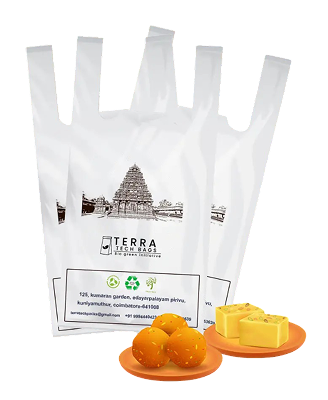 TERRA
TECH BAGS
Bio green initiative
125, kumaran garden, edayarpalayam pirivu,
kuniyamuthur, coimbatore-641008